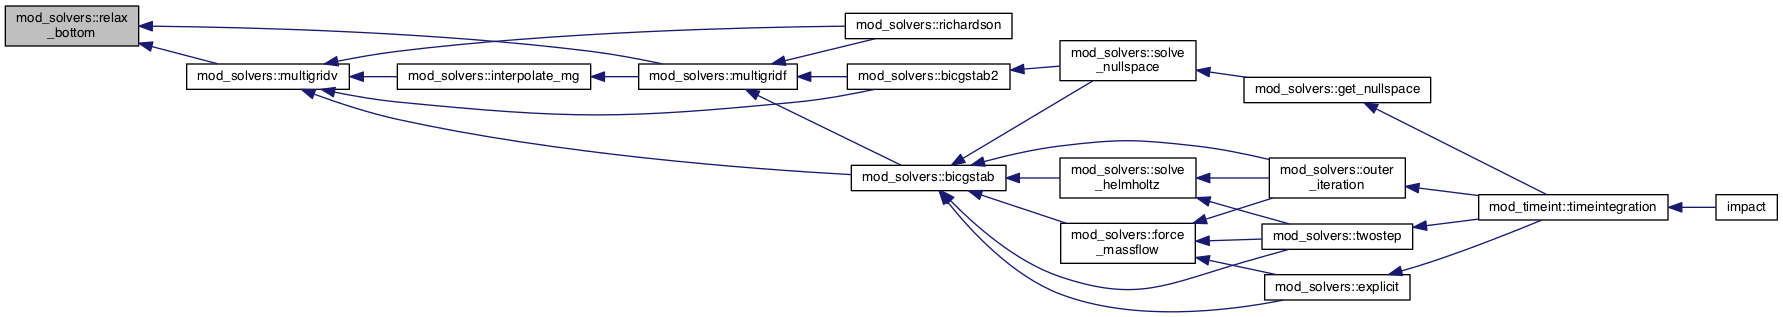 mod_solvers::relax
_bottom
mod_solvers::multigridv
mod_solvers::interpolate_mg
mod_solvers::multigridf
mod_solvers::richardson
mod_solvers::bicgstab2
mod_solvers::bicgstab
mod_solvers::solve
_nullspace
mod_solvers::get_nullspace
mod_solvers::solve
_helmholtz
mod_solvers::force
_massflow
mod_solvers::outer
_iteration
mod_solvers::twostep
mod_solvers::explicit
mod_timeint::timeintegration
impact